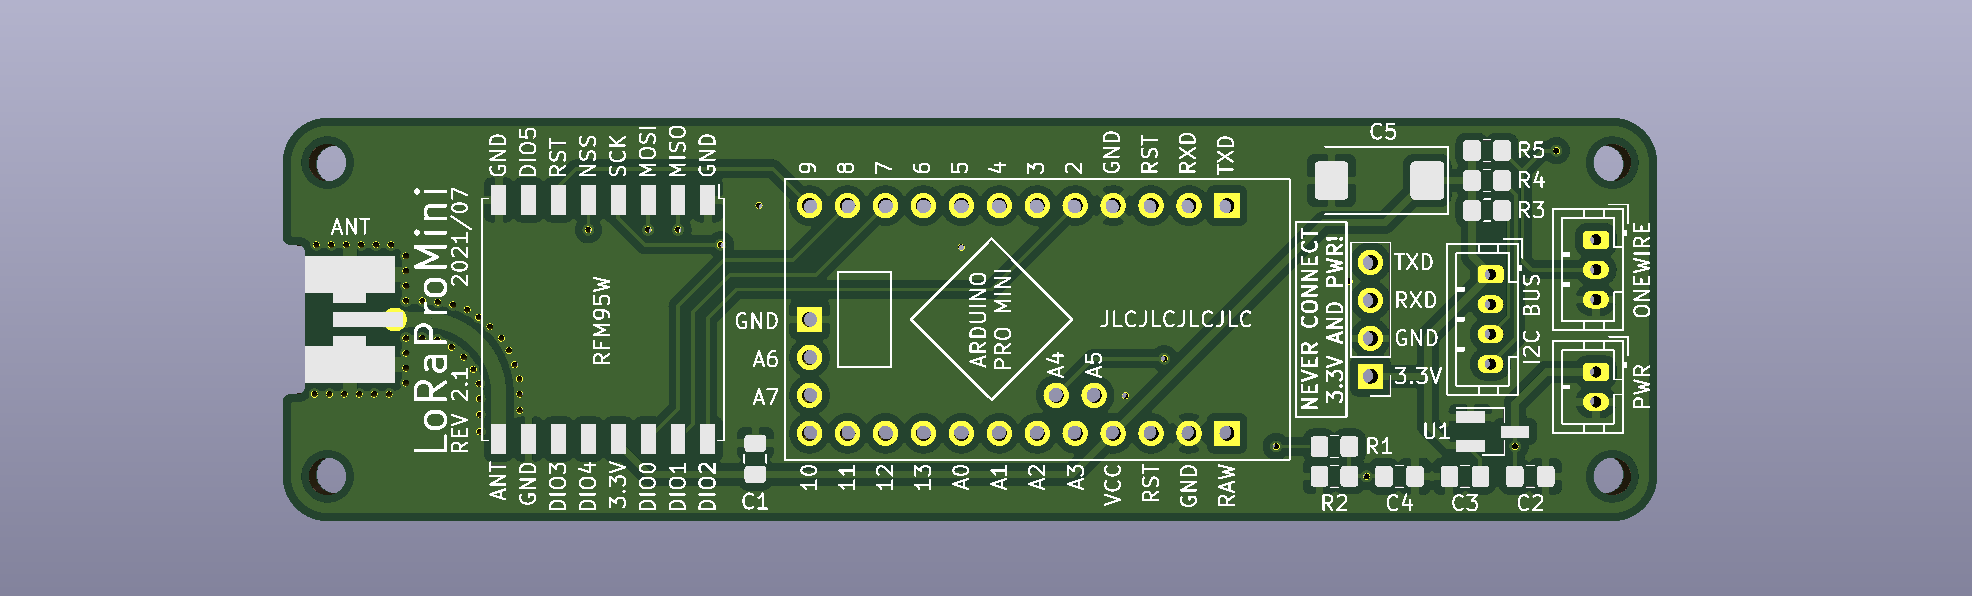 ANT
LoRaProMini
REV 2.1
2021/07
GND
DIO5
RST
NSS
SCK
MOSI
MISO
GND
RFM95W
ANT
GND
DIO3
DIO4
3.3V
DIO0
DIO1
DIO2
C1
9
8
7
6
5
4
3
2
GND
RST
RXD
TXD
GND
A6
A7
ARDUINO
PRO MINI
JLCJLCJLCJLC
A4
A5
10
11
12
13
A0
A1
A2
A3
VCC
RST
GND
RAW
C5
NEVER CONNECT
3.3V AND PWR!
TXD
RXD
GND
3.3V
R5
R4
R3
I2C BUS
ONEWIRE
PWR
U1
R1
R2
C4
C3
C2